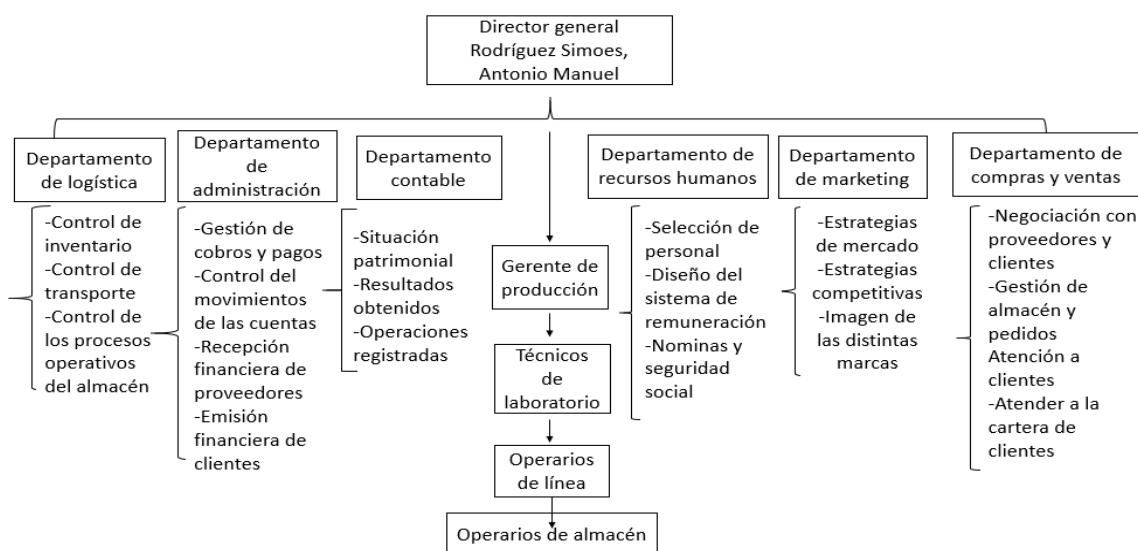 Director general
Rodríguez Simoes,
Antonio Manuel
Departamento
de logística
-Control de
inventario
-Control de
transporte
-Control de
los procesos
operativos
del almacén
Departamento
de
administración
-Gestión de
cobros y pagos
-Control del
movimientos
de las cuentas
-Recepción
financiera de
proveedores
-Emisión
financiera de
clientes
Departamento
contable
-Situación
patrimonial
-Resultados
obtenidos
-Operaciones
registradas
Gerente de
producción
Técnicos
de
laboratorio
Operarios
de línea
Operarios de almacén
Departamento de
recursos humanos
-Selección de
personal
-Diseño del
sistema de
remuneración
-Nominas y
seguridad
social
Departamento
de marketing
-Estrategias
de mercado
-Estrategias
competitivas
-Imagen de
las distintas
marcas
Departamento de
compras y ventas
-Negociación con
proveedores y
clientes
-Gestión de
almacén y
pedidos
Atención a
clientes
-Atender a la
cartera de
clientes